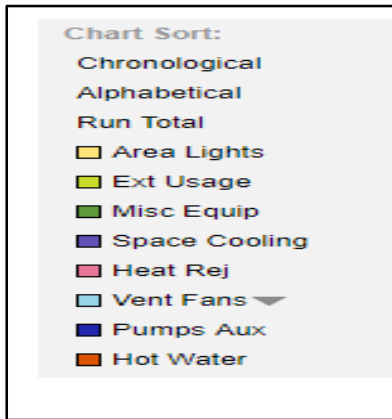 Chart Sort:
Chronological
Alphabetical
Run Total
Area Lights
Ext Usage
Misc Equip
Space Cooling
Heat Rej
Vent Fans
Pumps Aux
Hot Water